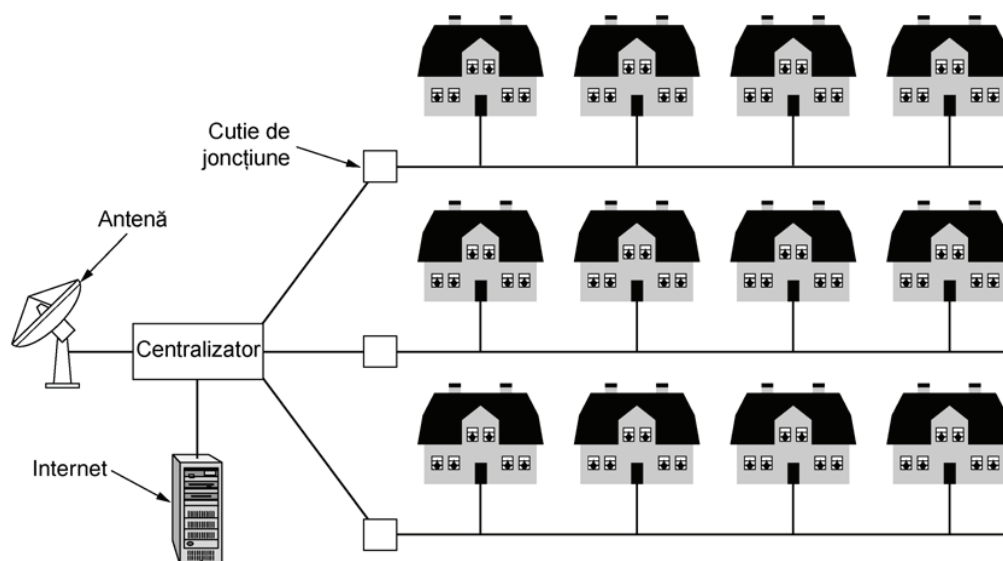 Cutie de
joncțiune
Antenă
Centralizator
Internet